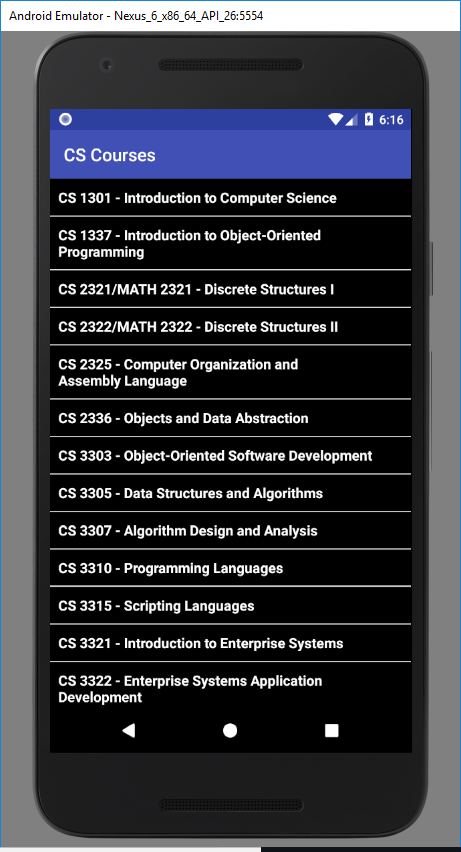 Android Emulator - Nexus_6_x86_64_API_26:5554
6:16
CS Courses
CS 1301 - Introduction to Computer Science
CS 1337 - Introduction to Object-Oriented
Programming
CS 2321/MATH 2321 - Discrete Structures I
CS 2322/MATH 2322 - Discrete Structures II
CS 2325 - Computer Organization and
Assembly Language
CS 2336 - Objects and Data Abstraction
CS 3303 - Object-Oriented Software Development
CS 3305 - Data Structures and Algorithms
CS 3307 - Algorithm Design and Analysis
CS 3310 - Programming Languages
CS 3315 - Scripting Languages
CS 3321 - Introduction to Enterprise Systems
CS 3322 - Enterprise Systems Application
Development